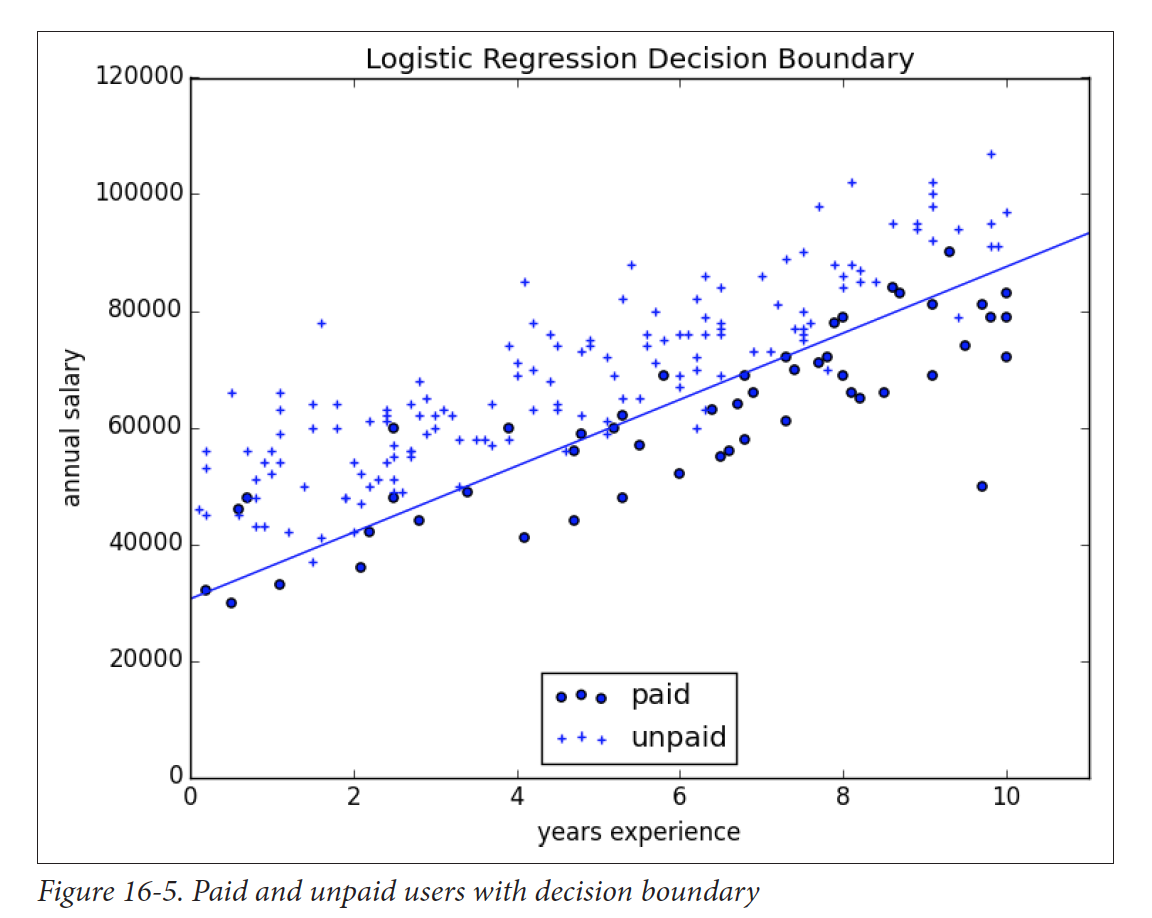 Logistic Regression Decision Boundary
120000
100000
80000
60000
40000
20000
0
annual salary
0 2 4 6 8 10
years experience
paid
unpaid
Figure 16-5. Paid and unpaid users with decision boundary